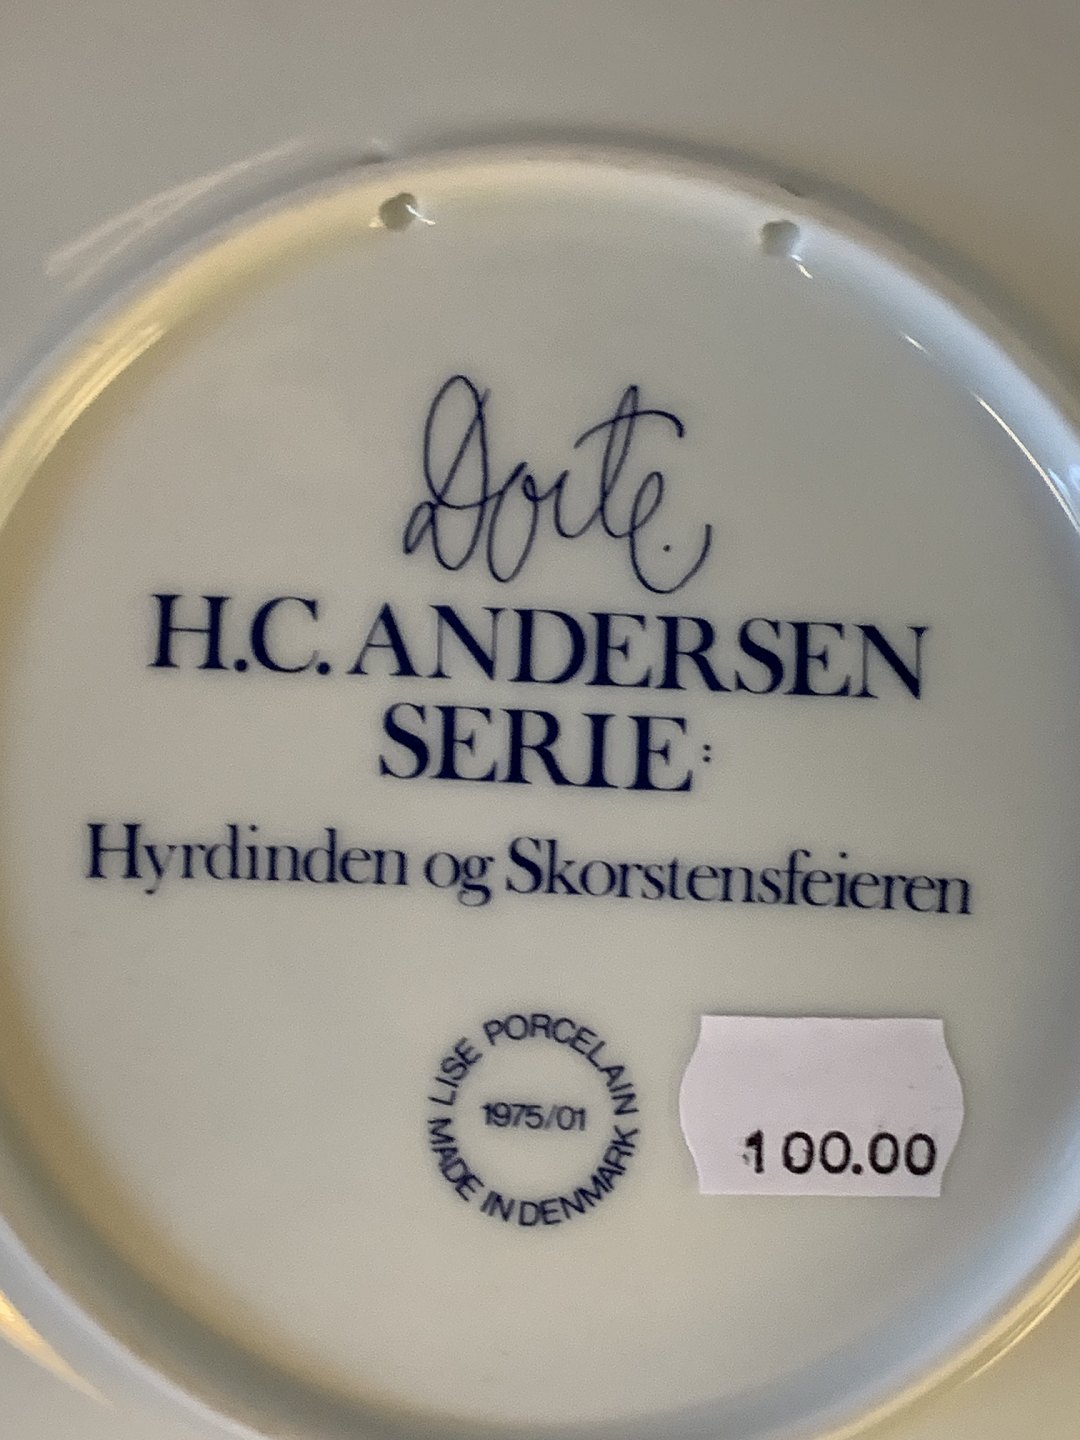 Dorte.
H.C. ANDERSEN
SERIE:
Hyrdinden og Skorstensfeieren
LISE PORCELAIN
1975/01
MADE IN DENMARK
100.00